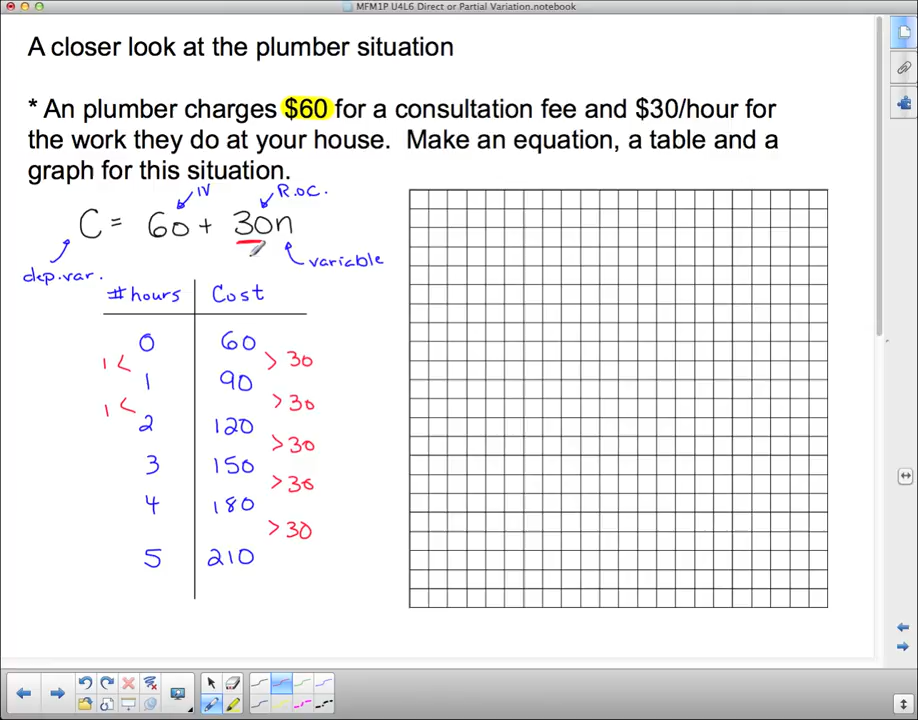 MFM1P U4L6 Direct or Partial Variation.notebook
A closer look at the plumber situation
* An plumber charges $60 for a consultation fee and $30/hour for
the work they do at your house. Make an equation, a table and a
graph for this situation.
IV
R.O.C.
C = 60 + 30n
dep.var.
variable
# hours Cost
0 60
1 < > 30
1 90
1 < > 30
2 120
> 30
3 150
> 30
4 180
> 30
5 210